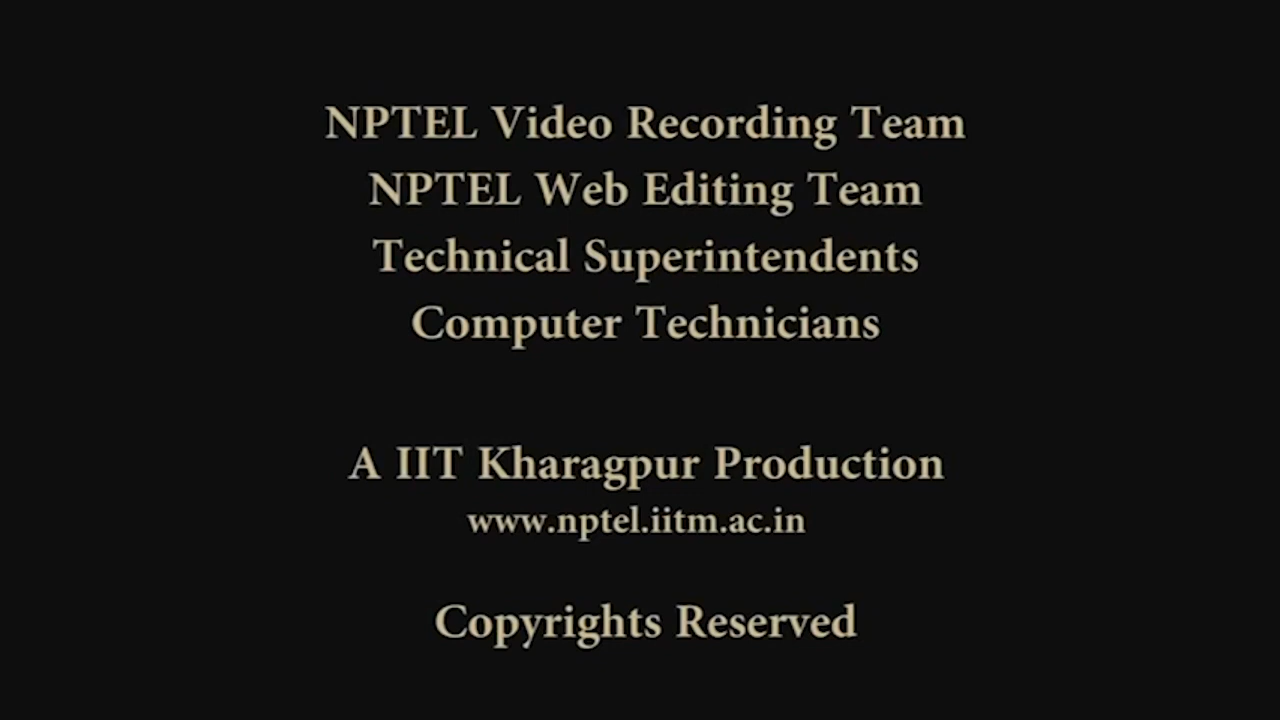 NPTEL Video Recording Team
NPTEL Web Editing Team
Technical Superintendents
Computer Technicians
A IIT Kharagpur Production
www.nptel.iitm.ac.in
Copyrights Reserved